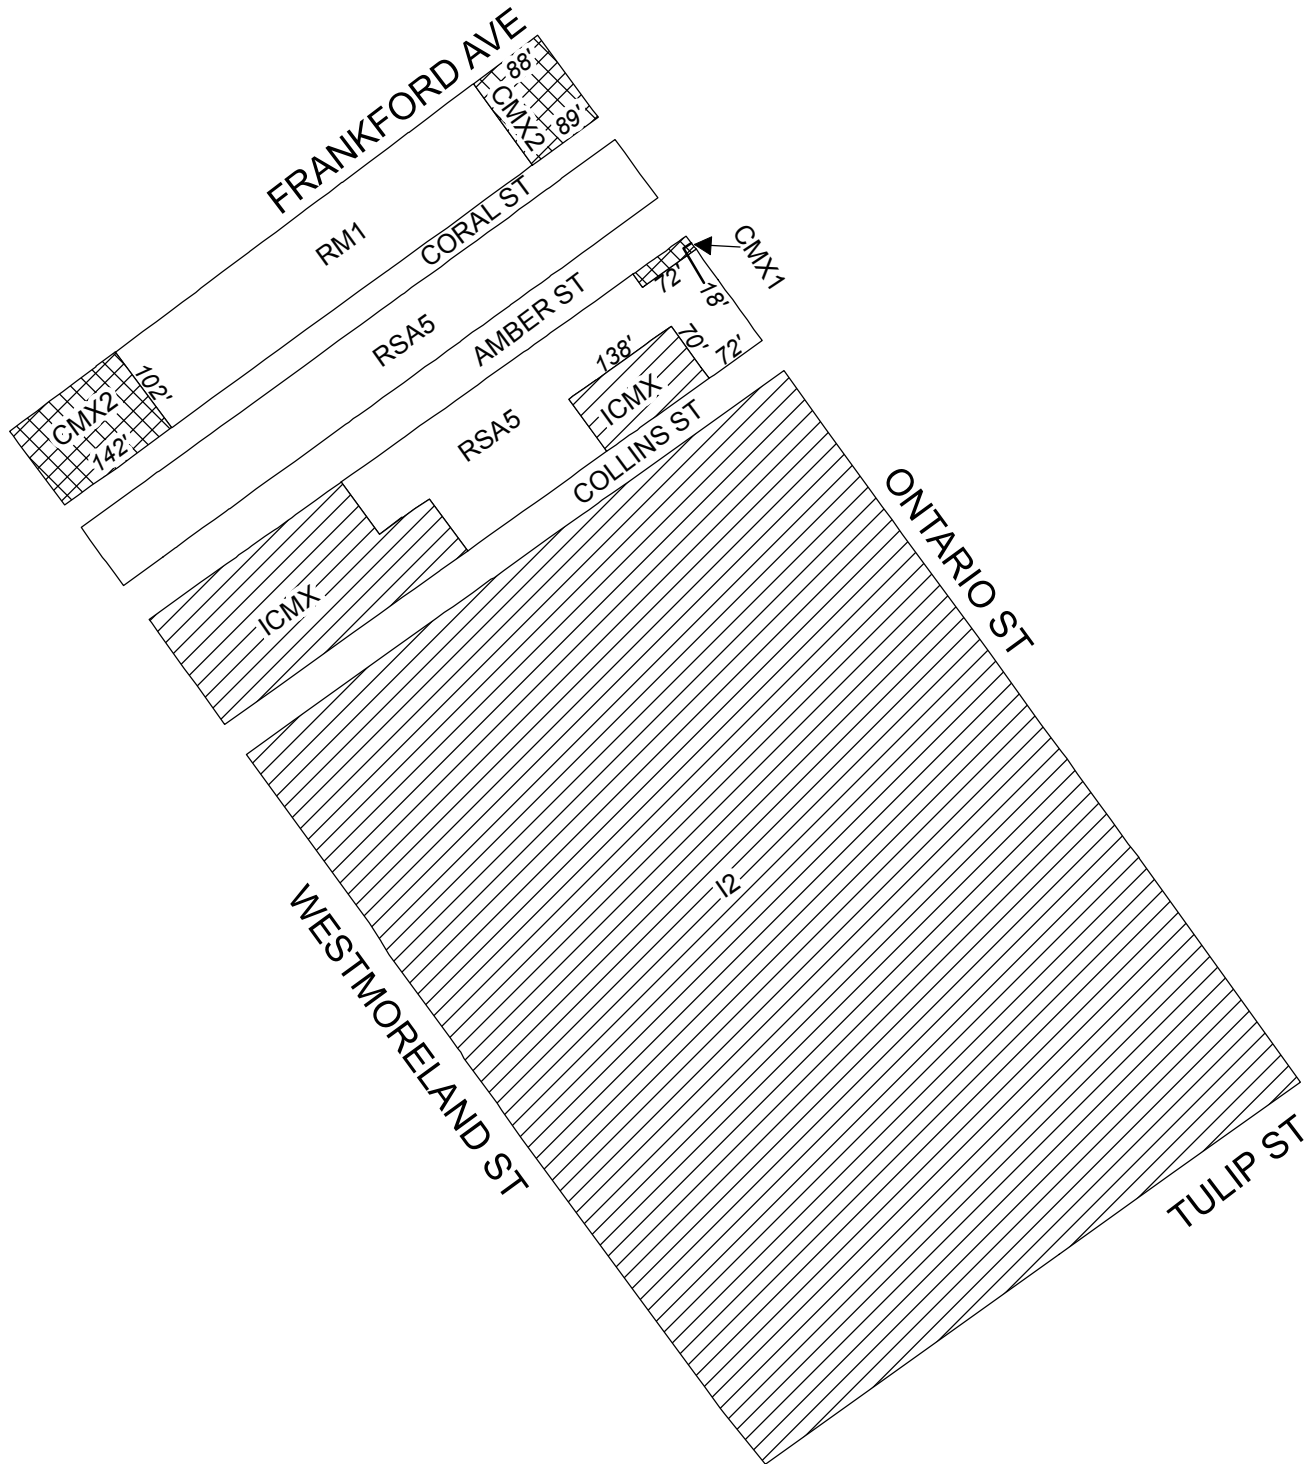 FRANKFORD AVE
88'
CMX2
89'
RM1
CORAL ST
CMX1
72'
18'
RSA5
AMBER ST
138'
70'
72'
102'
CMX2
142'
ICMX
RSA5
COLLINS ST
ONTARIO ST
ICMX
I2
WESTMORELAND ST
TULIP ST